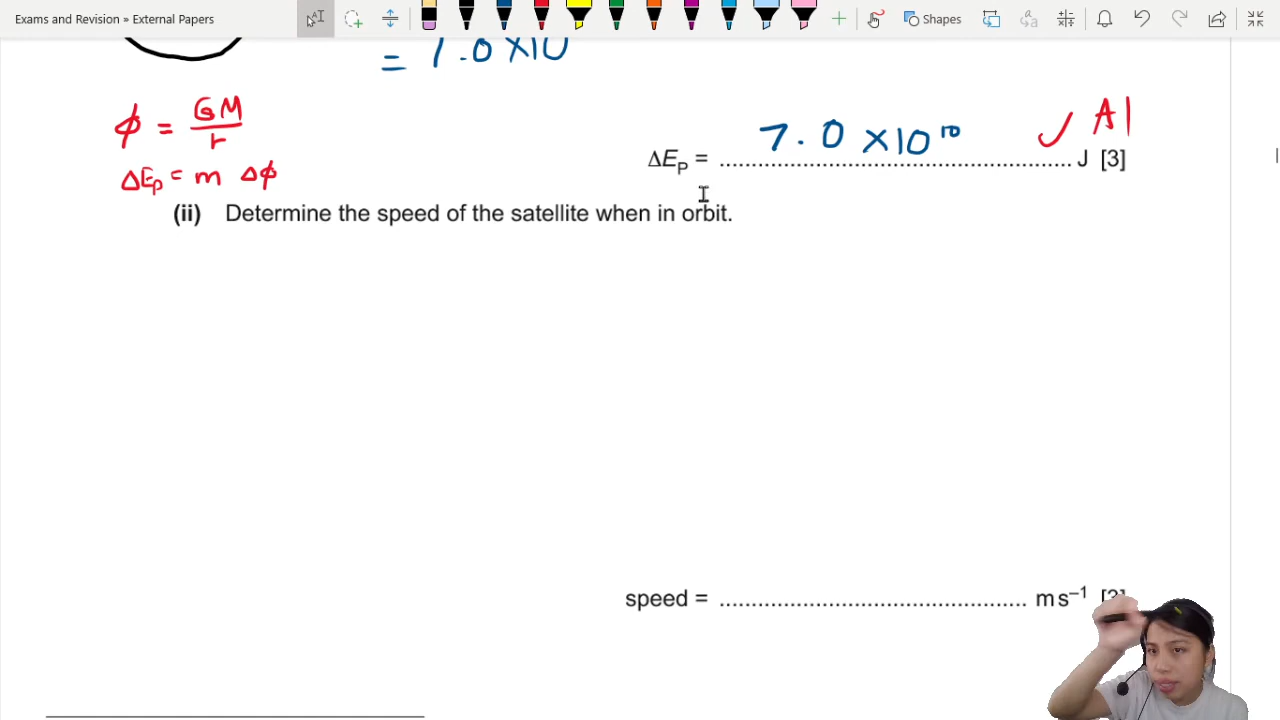 Exams and Revision » External Papers
Shapes
= 7.0 ×10
ϕ = GM/r
ΔEp = 7.0 ×10¹⁰ J [3] ✓ A1
ΔEp = m Δϕ
(ii) Determine the speed of the satellite when in orbit.
speed = ms⁻¹ [3]